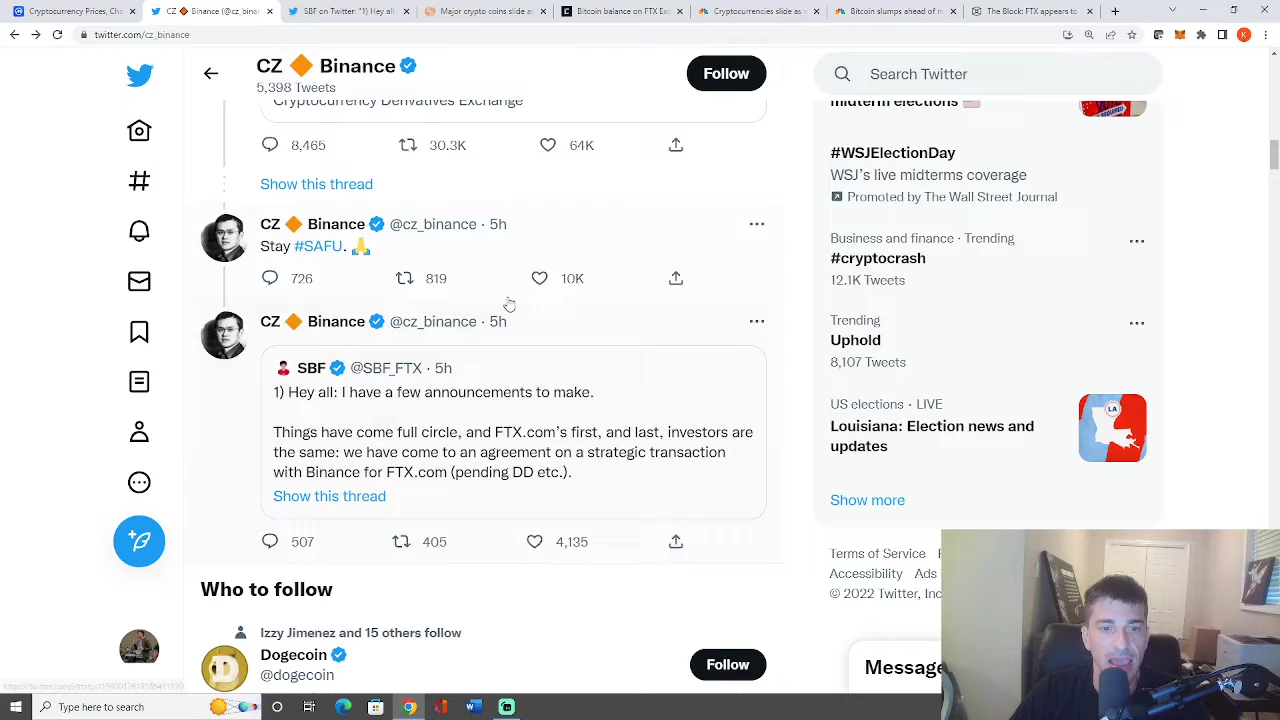 Cryptocurrency Prices, Cha
CZ 🔶 Binance (@cz_binan
SBF on Twitter: "1) Hey all:
Major crypto coins slide as
Bitcoin balance on FTX Exc
Cryptocurrencies slide as w
Bitcoin slumps ahead of m
The Block: FTX appears to
twitter.com/cz_binance
K
CZ 🔶 Binance
5,398 Tweets
Follow
Search Twitter
Cryptocurrency Derivatives Exchange
8,465 30.3K 64K
Show this thread
CZ 🔶 Binance @cz_binance · 5h
Stay #SAFU. 🙏
726 819 10K
CZ 🔶 Binance @cz_binance · 5h
SBF @SBF_FTX · 5h
1) Hey all: I have a few announcements to make.
Things have come full circle, and FTX.com's first, and last, investors are
the same: we have come to an agreement on a strategic transaction
with Binance for FTX.com (pending DD etc.).
Show this thread
507 405 4,135
Who to follow
Izzy Jimenez and 15 others follow
Dogecoin
@dogecoin
Follow
midterm elections
#WSJElectionDay
WSJ's live midterms coverage
Promoted by The Wall Street Journal
Business and finance · Trending
#cryptocrash
12.1K Tweets
Trending
Uphold
8,107 Tweets
US elections · LIVE
Louisiana: Election news and
updates
LA
Show more
Terms of Service
Accessibility Ads
© 2022 Twitter, Inc
Message
Type here to search